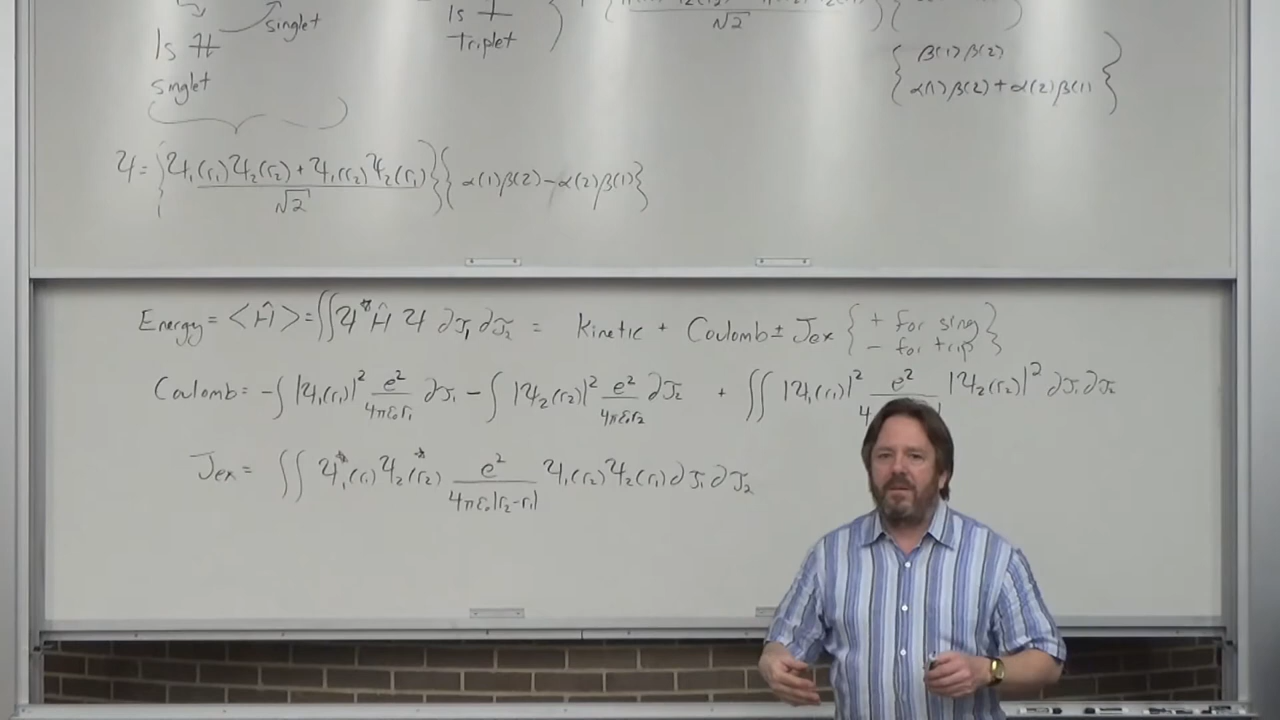 singlet
1s ⥮
singlet
1s
Triplet
√2
{ β(1)β(2)
α(1)β(2) + α(2)β(1) }
Ψ = { Ψ₁(r₁)Ψ₂(r₂) + Ψ₁(r₂)Ψ₂(r₁) / √2 } { α(1)β(2) - α(2)β(1) }
Energy = <Ĥ> = ∬ Ψ* Ĥ Ψ ∂τ₁ ∂τ₂ = Kinetic + Coulomb ± Jex { + for sing
- for trip }
Coulomb = -∫ |Ψ₁(r₁)|² e²/4πε₀r₁ ∂τ₁ - ∫ |Ψ₂(r₂)|² e²/4πε₀r₂ ∂τ₂ + ∬ |Ψ₁(r₁)|² e²/4 |Ψ₂(r₂)|² ∂τ₁ ∂τ₂
Jex = ∬ Ψ₁*(r₁) Ψ₂*(r₂) e²/4πε₀|r₂-r₁| Ψ₁(r₂) Ψ₂(r₁) ∂τ₁ ∂τ₂